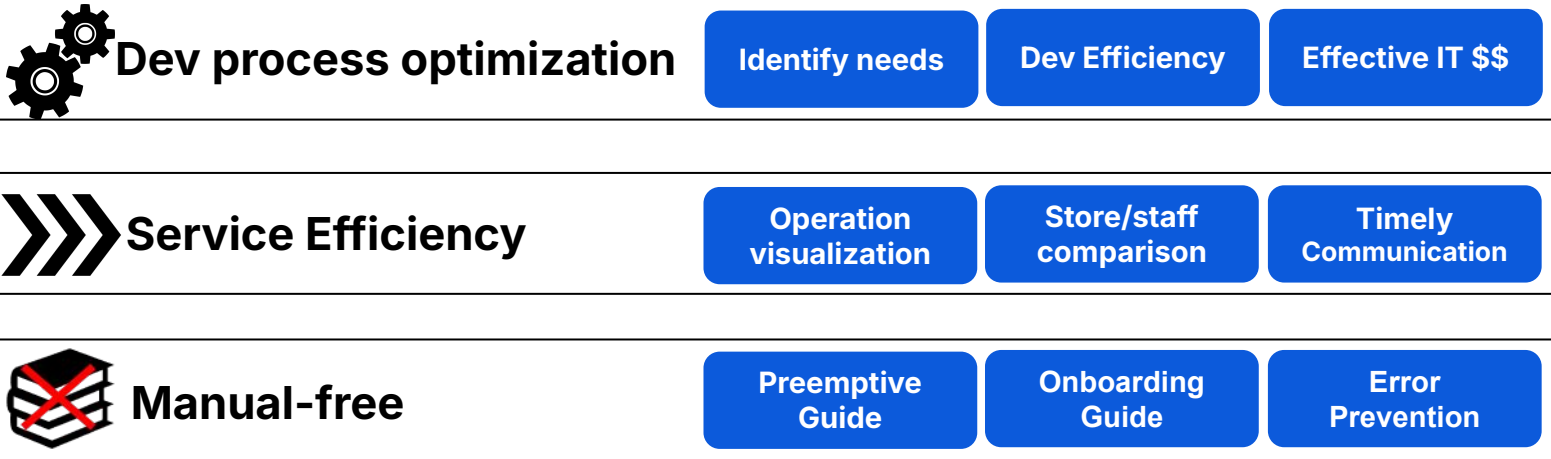 Dev process optimization
Identify needs
Dev Efficiency
Effective IT $$
Service Efficiency
Operation
visualization
Store/staff
comparison
Timely
Communication
Manual-free
Preemptive
Guide
Onboarding
Guide
Error
Prevention